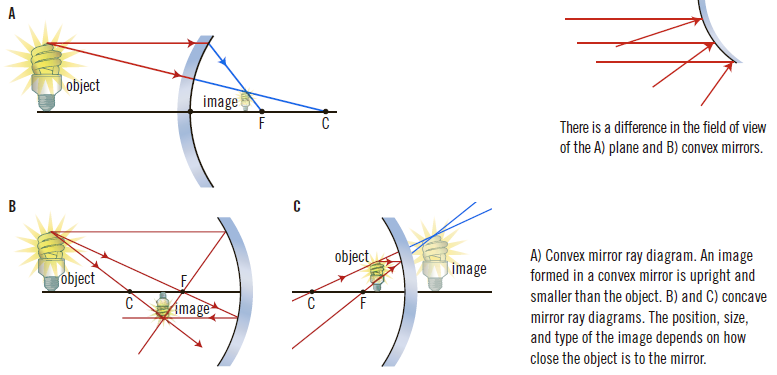 A
object
image
F
C
There is a difference in the field of view
of the A) plane and B) convex mirrors.
B
object
C
F
image
C
object
C
F
image
A) Convex mirror ray diagram. An image
formed in a convex mirror is upright and
smaller than the object. B) and C) concave
mirror ray diagrams. The position, size,
and type of the image depends on how
close the object is to the mirror.